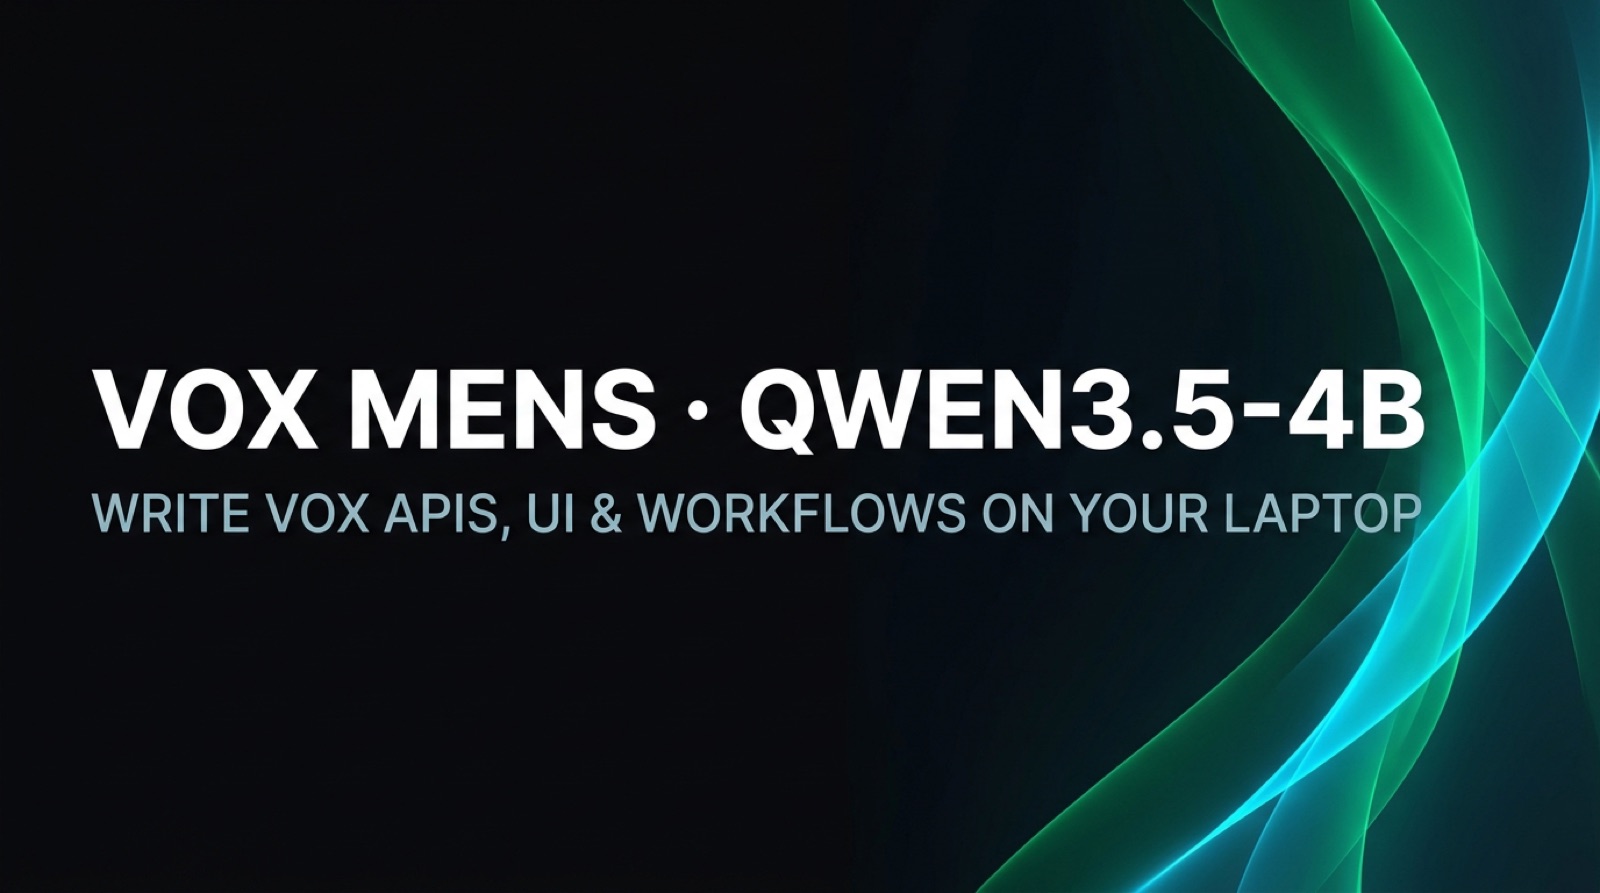 VOX MENS · QWEN3.5-4B
WRITE VOX APIS, UI & WORKFLOWS ON YOUR LAPTOP